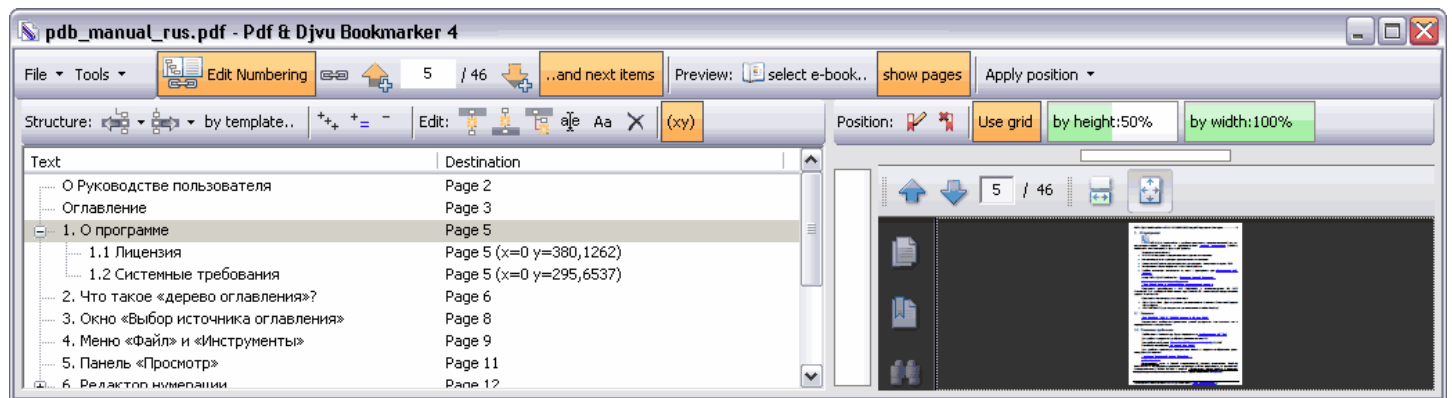 pdb_manual_rus.pdf - Pdf & Djvu Bookmarker 4
File Tools Edit Numbering 5 / 46 ..and next items Preview: select e-book.. show pages Apply position
Structure: by template.. Edit: Aa (xy) Position: Use grid by height:50% by width:100%
Text Destination
О Руководстве пользователя Page 2
Оглавление Page 3
1. О программе Page 5
1.1 Лицензия Page 5 (x=0 y=380,1262)
1.2 Системные требования Page 5 (x=0 y=295,6537)
2. Что такое «дерево оглавления»? Page 6
3. Окно «Выбор источника оглавления» Page 8
4. Меню «Файл» и «Инструменты» Page 9
5. Панель «Просмотр» Page 11
6. Редактор нумерации Page 12
5 / 46